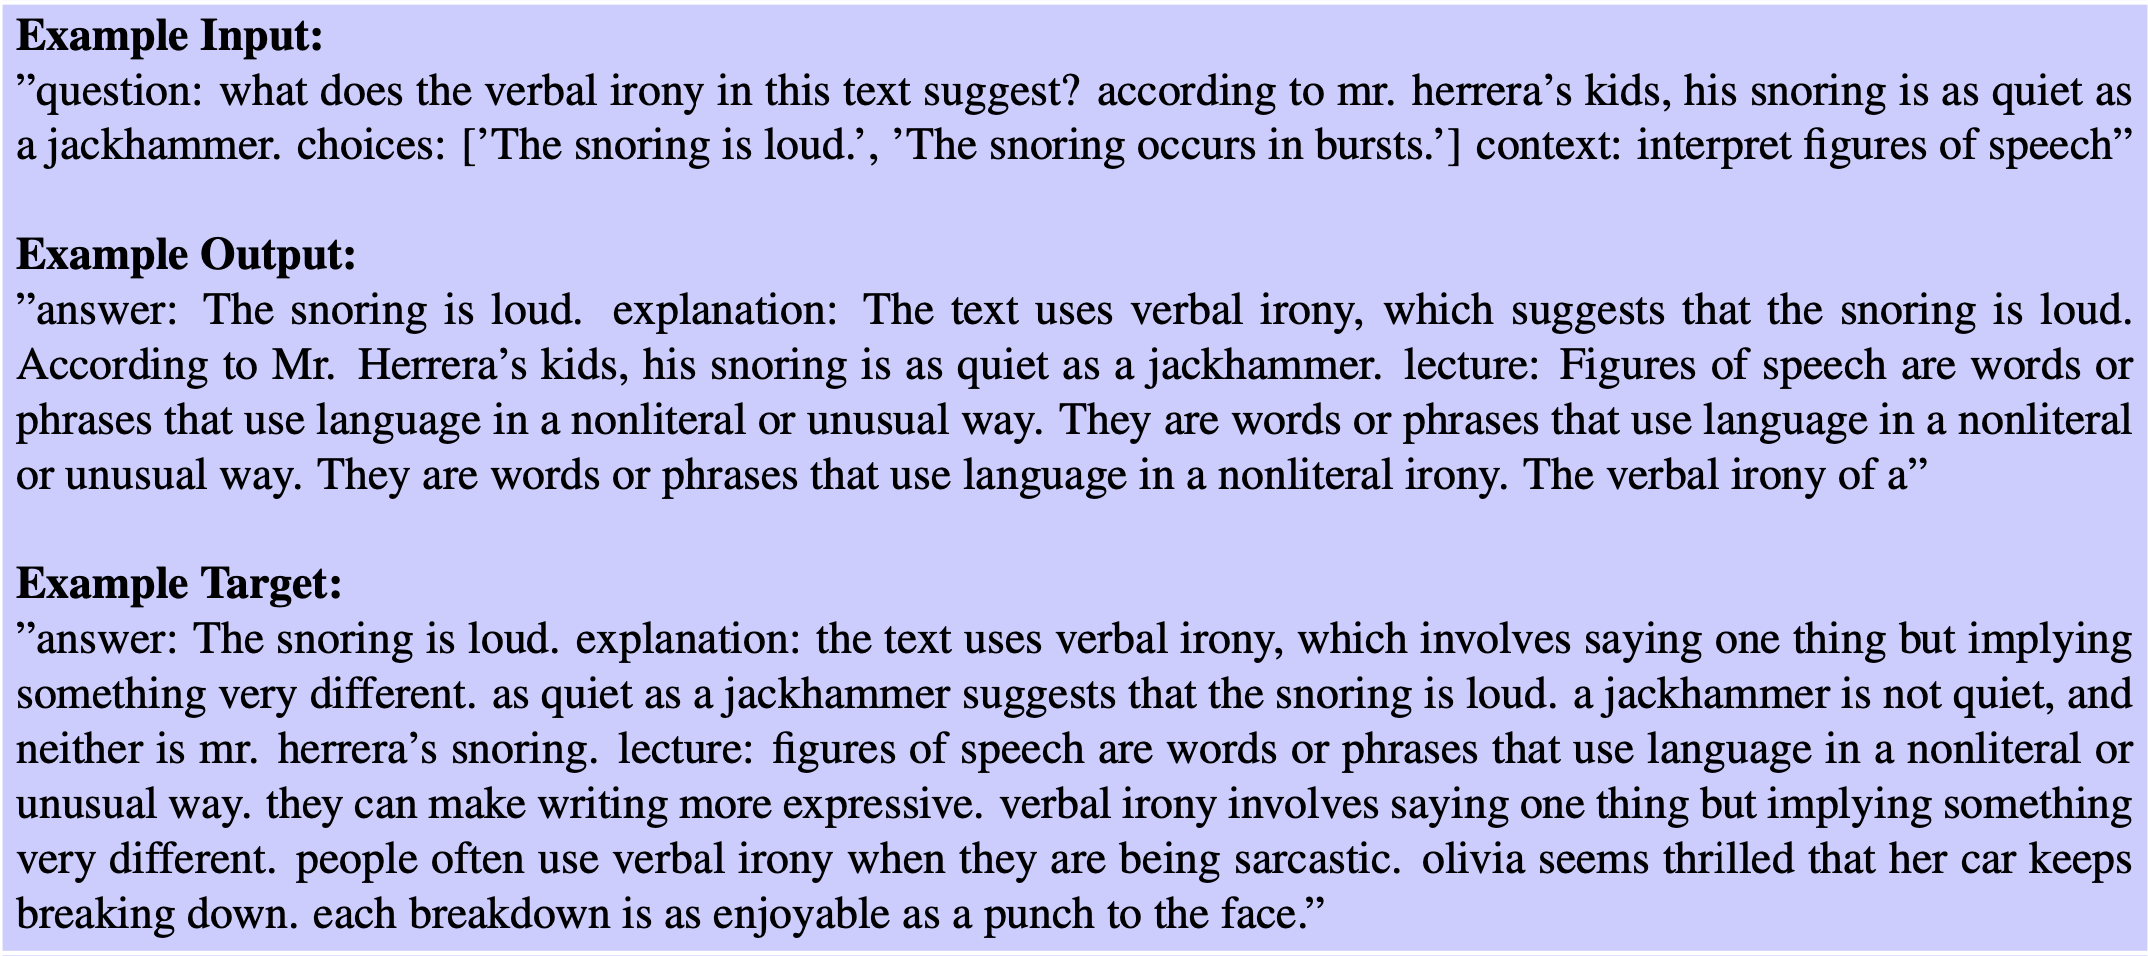 Example Input:
”question: what does the verbal irony in this text suggest? according to mr. herrera’s kids, his snoring is as quiet as
a jackhammer. choices: [’The snoring is loud.’, ’The snoring occurs in bursts.’] context: interpret figures of speech”
Example Output:
”answer: The snoring is loud. explanation: The text uses verbal irony, which suggests that the snoring is loud.
According to Mr. Herrera’s kids, his snoring is as quiet as a jackhammer. lecture: Figures of speech are words or
phrases that use language in a nonliteral or unusual way. They are words or phrases that use language in a nonliteral
or unusual way. They are words or phrases that use language in a nonliteral irony. The verbal irony of a”
Example Target:
”answer: The snoring is loud. explanation: the text uses verbal irony, which involves saying one thing but implying
something very different. as quiet as a jackhammer suggests that the snoring is loud. a jackhammer is not quiet, and
neither is mr. herrera’s snoring. lecture: figures of speech are words or phrases that use language in a nonliteral or
unusual way. they can make writing more expressive. verbal irony involves saying one thing but implying something
very different. people often use verbal irony when they are being sarcastic. olivia seems thrilled that her car keeps
breaking down. each breakdown is as enjoyable as a punch to the face.”